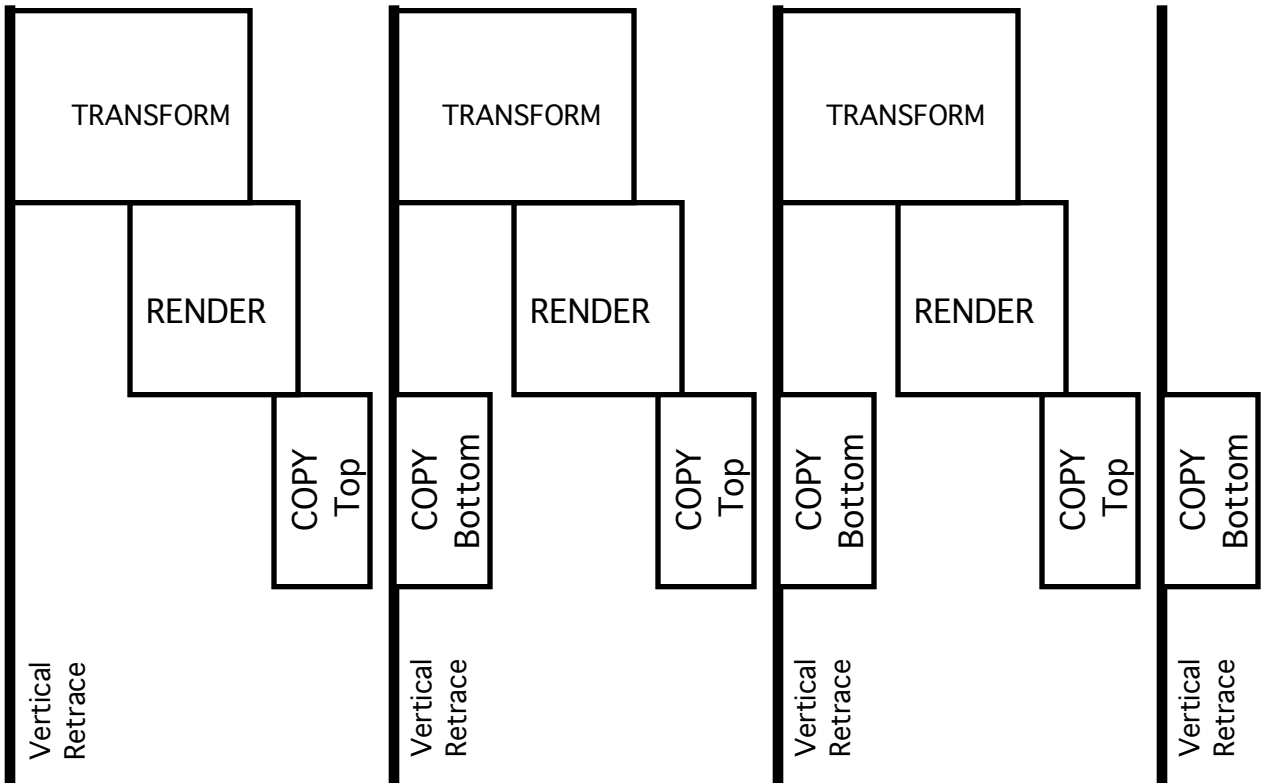 TRANSFORM
TRANSFORM
TRANSFORM
RENDER
RENDER
RENDER
COPY
Top
COPY
Bottom
COPY
Top
COPY
Bottom
COPY
Top
COPY
Bottom
Vertical
Retrace
Vertical
Retrace
Vertical
Retrace
Vertical
Retrace